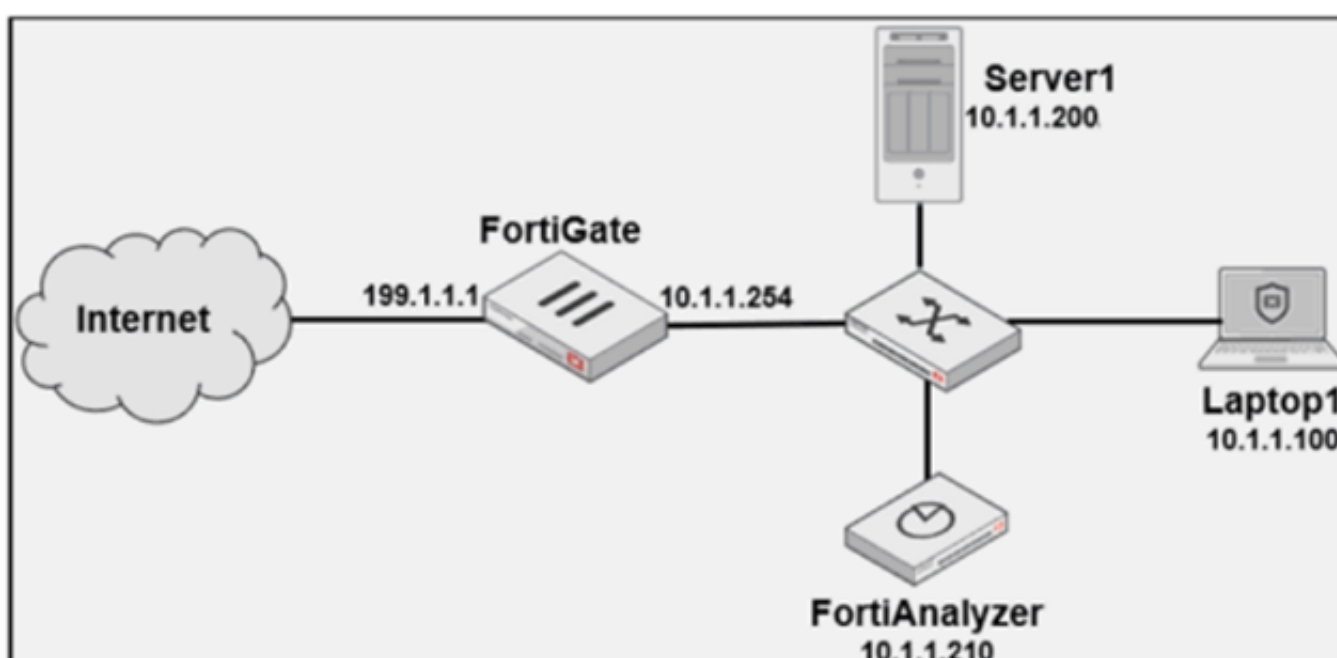 Server1
10.1.1.200
FortiGate
199.1.1.1
10.1.1.254
Internet
Laptop1
10.1.1.100
FortiAnalyzer
10.1.1.210